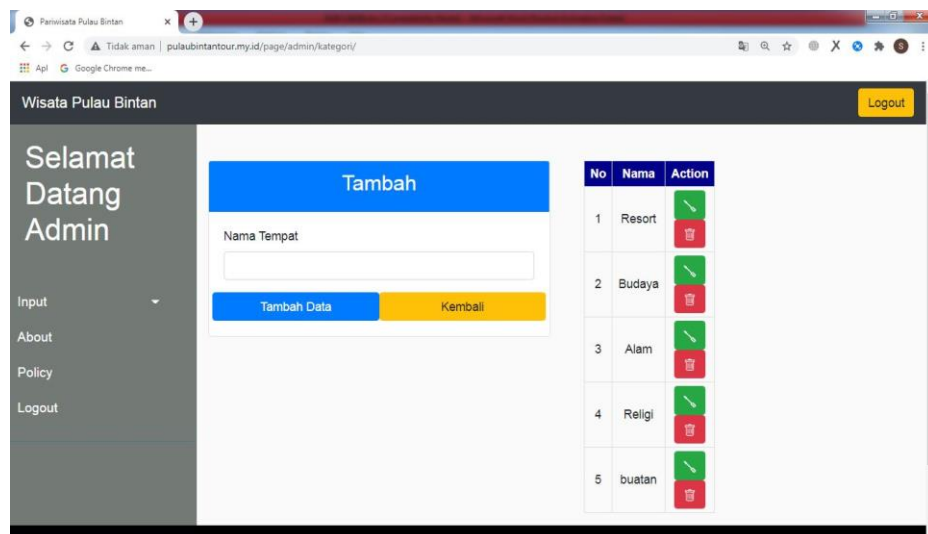 Pariwisata Pulau Bintan
Tidak aman | pulaubintantour.my.id/page/admin/kategori/
Apl Google Chrome me...
Wisata Pulau Bintan
Logout
Selamat
Datang
Admin
Input
About
Policy
Logout
Tambah
Nama Tempat
Tambah Data Kembali
No Nama Action
1 Resort
2 Budaya
3 Alam
4 Religi
5 buatan